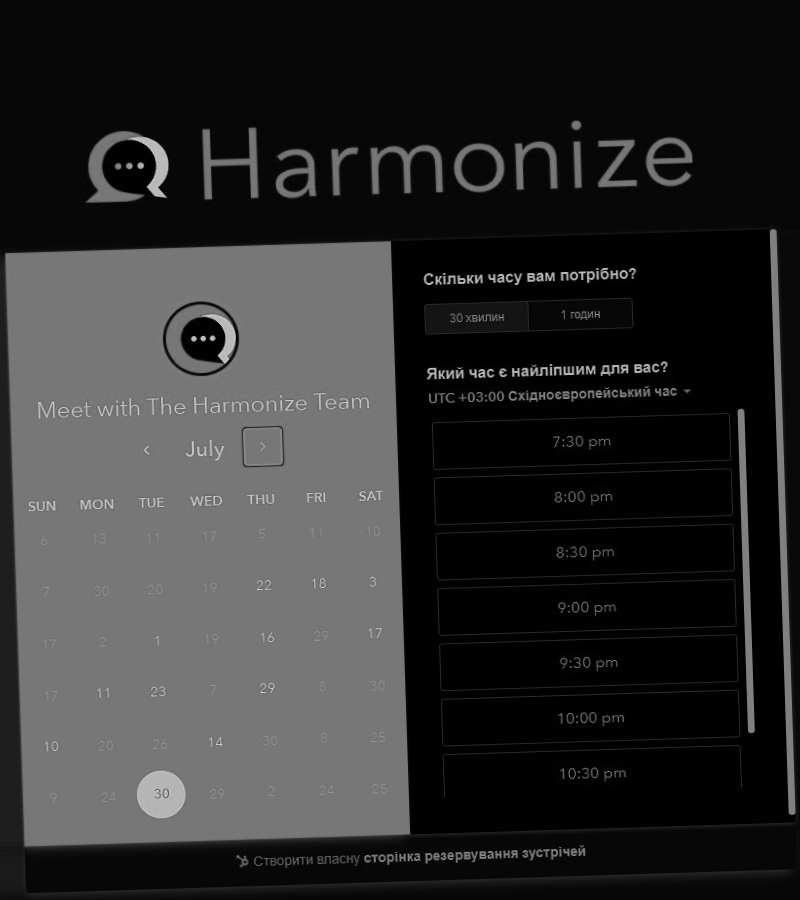 Harmonize
Meet with The Harmonize Team
July
SUN MON TUE WED THU FRI SAT
6 13 11 17 5 11 10
7 30 20 19 22 18 3
17 2 1 19 16 29 17
17 11 23 7 29 8 30
10 20 26 14 30 8 25
9 24 30 29 2 24 25
Скільки часу вам потрібно?
30 хвилин 1 годин
Який час є найліпшим для вас?
UTC +03:00 Східноєвропейський час
7:30 pm
8:00 pm
8:30 pm
9:00 pm
9:30 pm
10:00 pm
10:30 pm
Створити власну сторінка резервування зустрічей